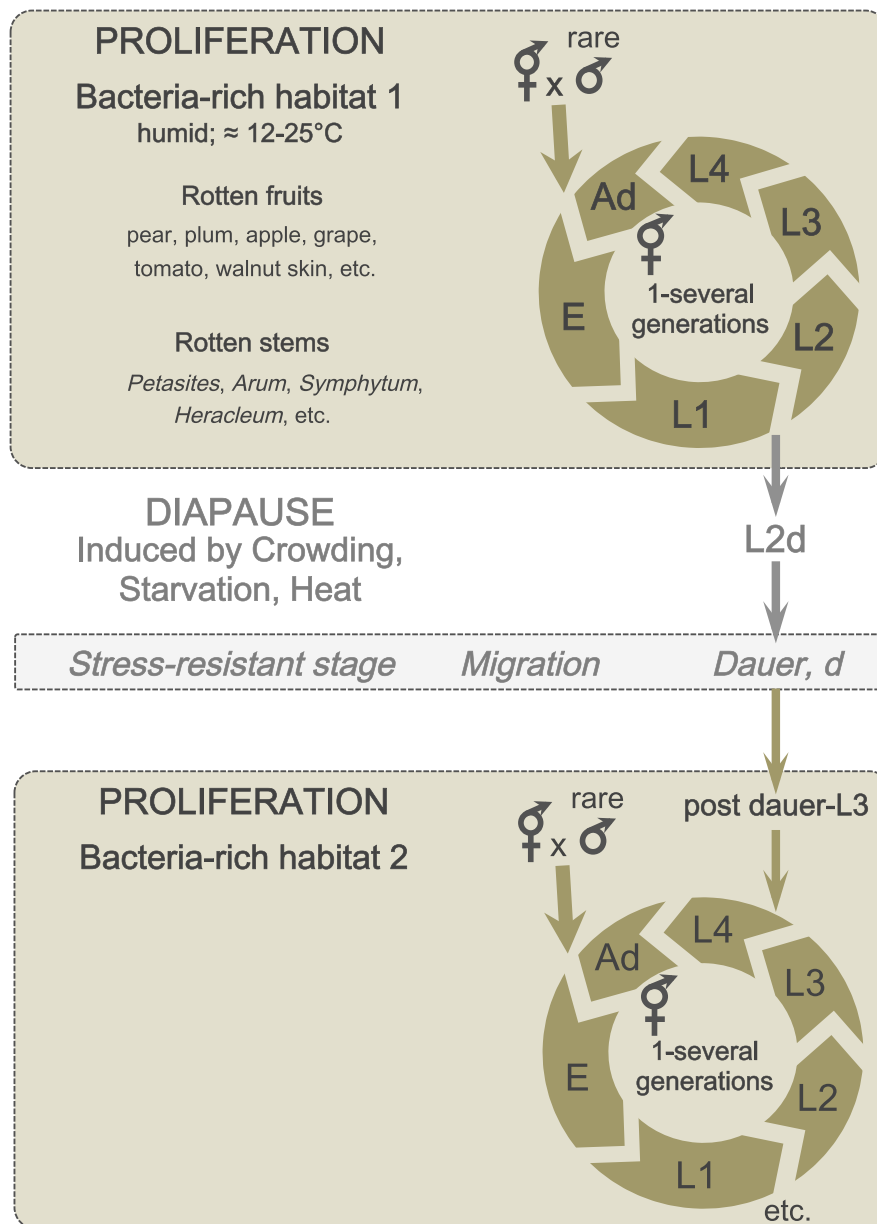 PROLIFERATION
Bacteria-rich habitat 1
humid; ≈ 12-25°C
Rotten fruits
pear, plum, apple, grape,
tomato, walnut skin, etc.
Rotten stems
Petasites, Arum, Symphytum,
Heracleum, etc.
rare
⚥ x ♂
Ad
L4
L3
L2
L1
E
⚥
1-several
generations
DIAPAUSE
Induced by Crowding,
Starvation, Heat
L2d
Stress-resistant stage Migration Dauer, d
PROLIFERATION
Bacteria-rich habitat 2
rare
⚥ x ♂
post dauer-L3
Ad
L4
L3
L2
L1
E
⚥
1-several
generations
etc.